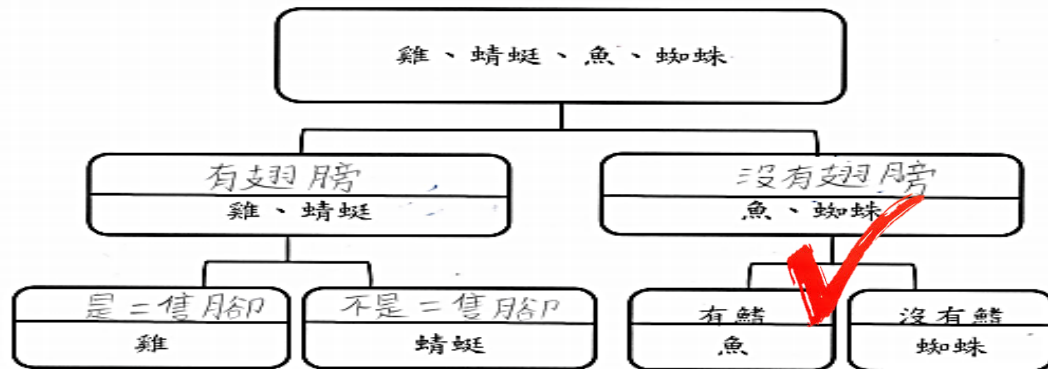 雞、蜻蜓、魚、蜘蛛
有翅膀
雞、蜻蜓
沒有翅膀
魚、蜘蛛
是二隻腳
雞
不是二隻腳
蜻蜓
有鰭
魚
沒有鰭
蜘蛛